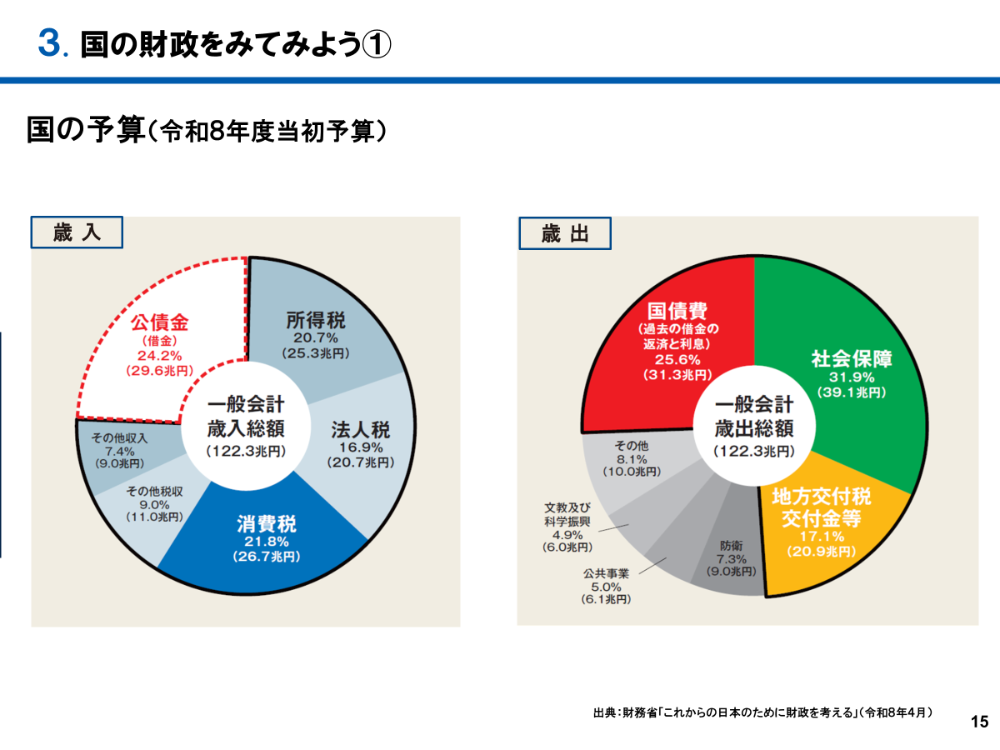 3. 国の財政をみてみよう①
国の予算（令和8年度当初予算）
歳 入
公債金
（借金）
24.2%
（29.6兆円）
所得税
20.7%
（25.3兆円）
法人税
16.9%
（20.7兆円）
消費税
21.8%
（26.7兆円）
その他税収
9.0%
（11.0兆円）
その他収入
7.4%
（9.0兆円）
一般会計
歳入総額
（122.3兆円）
歳 出
国債費
（過去の借金の
返済と利息）
25.6%
（31.3兆円）
社会保障
31.9%
（39.1兆円）
地方交付税
交付金等
17.1%
（20.9兆円）
防衛
7.3%
（9.0兆円）
公共事業
5.0%
（6.1兆円）
文教及び
科学振興
4.9%
（6.0兆円）
その他
8.1%
（10.0兆円）
一般会計
歳出総額
（122.3兆円）
出典：財務省「これからの日本のために財政を考える」（令和8年4月）
15